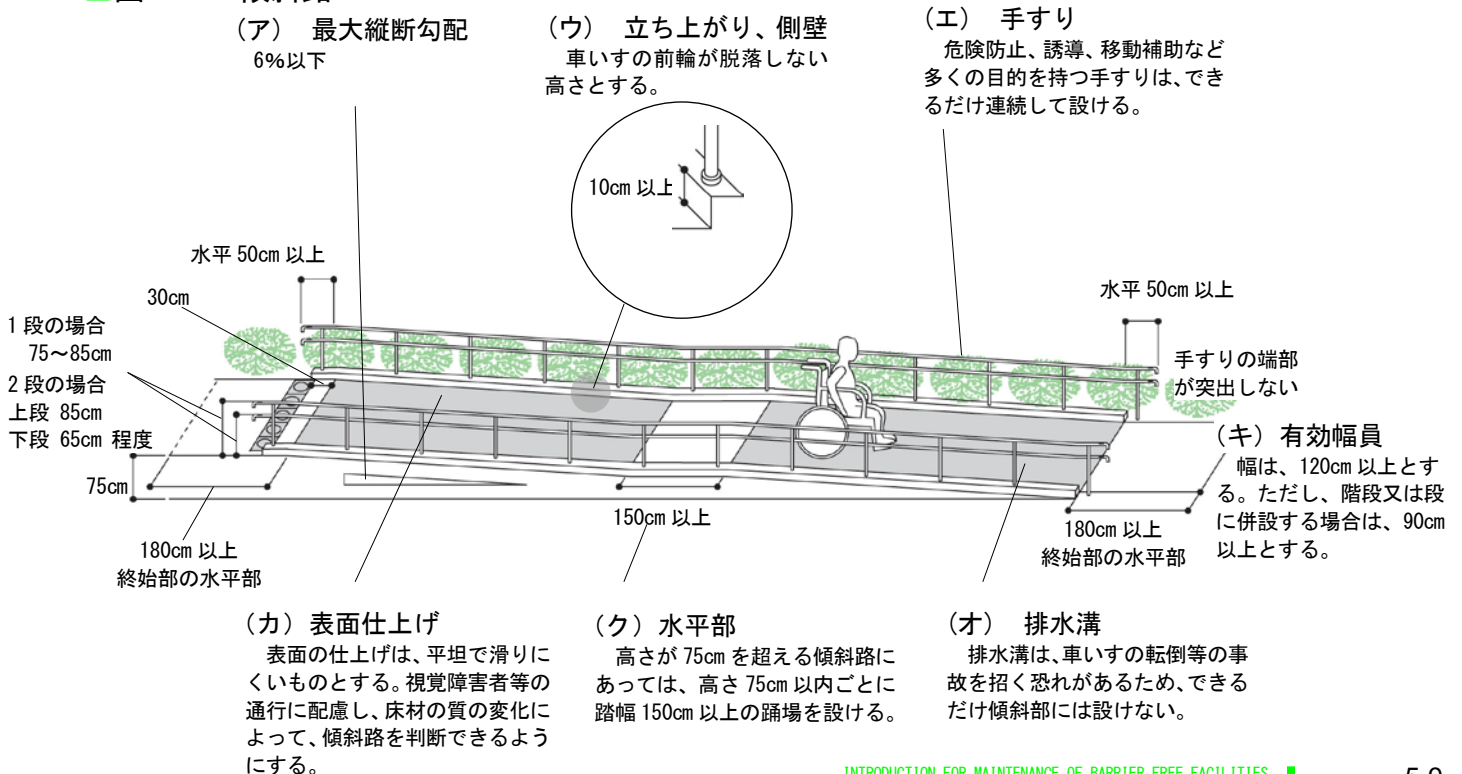 （ア） 最大縦断勾配
6%以下
（ウ） 立ち上がり、側壁
車いすの前輪が脱落しない
高さとする。
（エ） 手すり
危険防止、誘導、移動補助など
多くの目的を持つ手すりは、でき
るだけ連続して設ける。
10cm 以上
水平 50cm 以上
30cm
1 段の場合
75～85cm
2 段の場合
上段 85cm
下段 65cm 程度
75cm
水平 50cm 以上
手すりの端部
が突出しない
（キ）有効幅員
幅は、120cm 以上とす
る。ただし、階段又は段
に併設する場合は、90cm
以上とする。
180cm 以上
終始部の水平部
150cm 以上
180cm 以上
終始部の水平部
（カ）表面仕上げ
表面の仕上げは、平坦で滑りに
くいものとする。視覚障害者等の
通行に配慮し、床材の質の変化に
よって、傾斜路を判断できるよう
にする。
（ク）水平部
高さが 75cm を超える傾斜路に
あっては、高さ 75cm 以内ごとに
踏幅 150cm 以上の踊場を設ける。
（オ） 排水溝
排水溝は、車いすの転倒等の事
故を招く恐れがあるため、できる
だけ傾斜部には設けない。
INTRODUCTION FOR MAINTENANCE OF BARRIER FREE FACILITIES